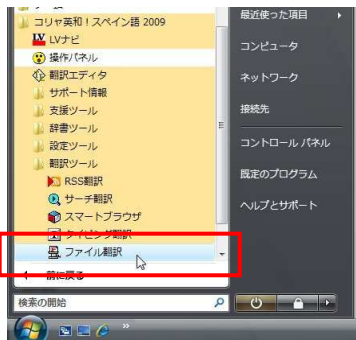 コリャ英和！スペイン語 2009
LVナビ
操作パネル
翻訳エディタ
サポート情報
支援ツール
辞書ツール
設定ツール
翻訳ツール
RSS翻訳
サーチ翻訳
スマートブラウザ
タイピング翻訳
ファイル翻訳
前に戻る
検索の開始
最近使った項目
コンピュータ
ネットワーク
接続先
コントロール パネル
既定のプログラム
ヘルプとサポート